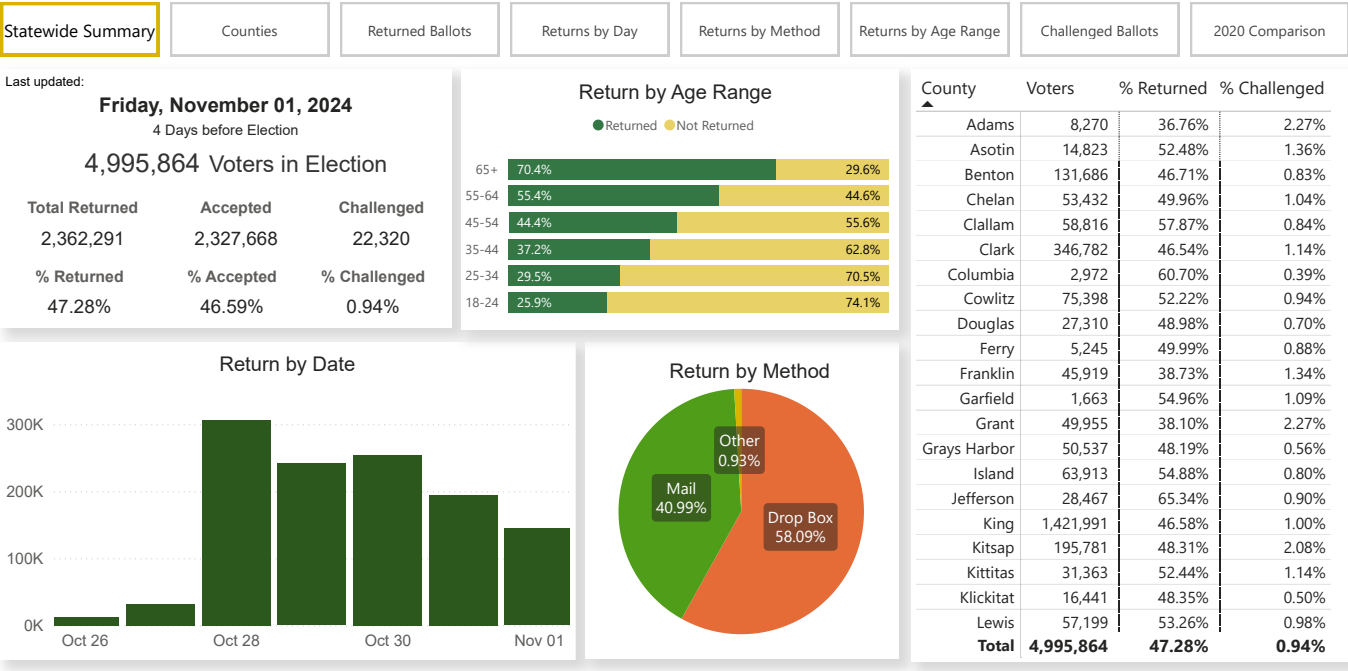 Statewide Summary
Counties
Returned Ballots
Returns by Day
Returns by Method
Returns by Age Range
Challenged Ballots
2020 Comparison
Last updated:
Friday, November 01, 2024
4 Days before Election
4,995,864 Voters in Election
Total Returned Accepted Challenged
2,362,291 2,327,668 22,320
% Returned % Accepted % Challenged
47.28% 46.59% 0.94%
Return by Age Range
Returned Not Returned
65+ 70.4% 29.6%
55-64 55.4% 44.6%
45-54 44.4% 55.6%
35-44 37.2% 62.8%
25-34 29.5% 70.5%
18-24 25.9% 74.1%
Return by Date
300K
200K
100K
0K
Oct 26 Oct 28 Oct 30 Nov 01
Return by Method
Other
0.93%
Mail
40.99%
Drop Box
58.09%
County Voters % Returned % Challenged
Adams 8,270 36.76% 2.27%
Asotin 14,823 52.48% 1.36%
Benton 131,686 46.71% 0.83%
Chelan 53,432 49.96% 1.04%
Clallam 58,816 57.87% 0.84%
Clark 346,782 46.54% 1.14%
Columbia 2,972 60.70% 0.39%
Cowlitz 75,398 52.22% 0.94%
Douglas 27,310 48.98% 0.70%
Ferry 5,245 49.99% 0.88%
Franklin 45,919 38.73% 1.34%
Garfield 1,663 54.96% 1.09%
Grant 49,955 38.10% 2.27%
Grays Harbor 50,537 48.19% 0.56%
Island 63,913 54.88% 0.80%
Jefferson 28,467 65.34% 0.90%
King 1,421,991 46.58% 1.00%
Kitsap 195,781 48.31% 2.08%
Kittitas 31,363 52.44% 1.14%
Klickitat 16,441 48.35% 0.50%
Lewis 57,199 53.26% 0.98%
Total 4,995,864 47.28% 0.94%